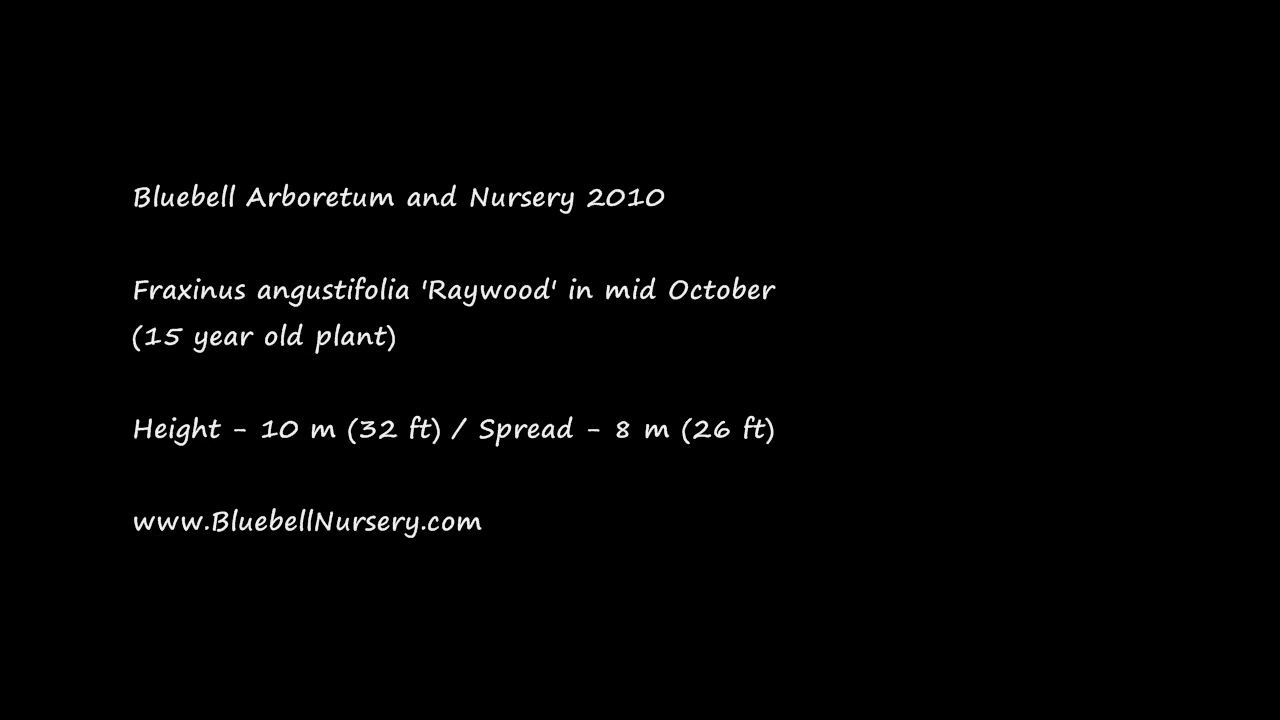 Bluebell Arboretum and Nursery 2010
Fraxinus angustifolia 'Raywood' in mid October
(15 year old plant)
Height - 10 m (32 ft) / Spread - 8 m (26 ft)
www.BluebellNursery.com